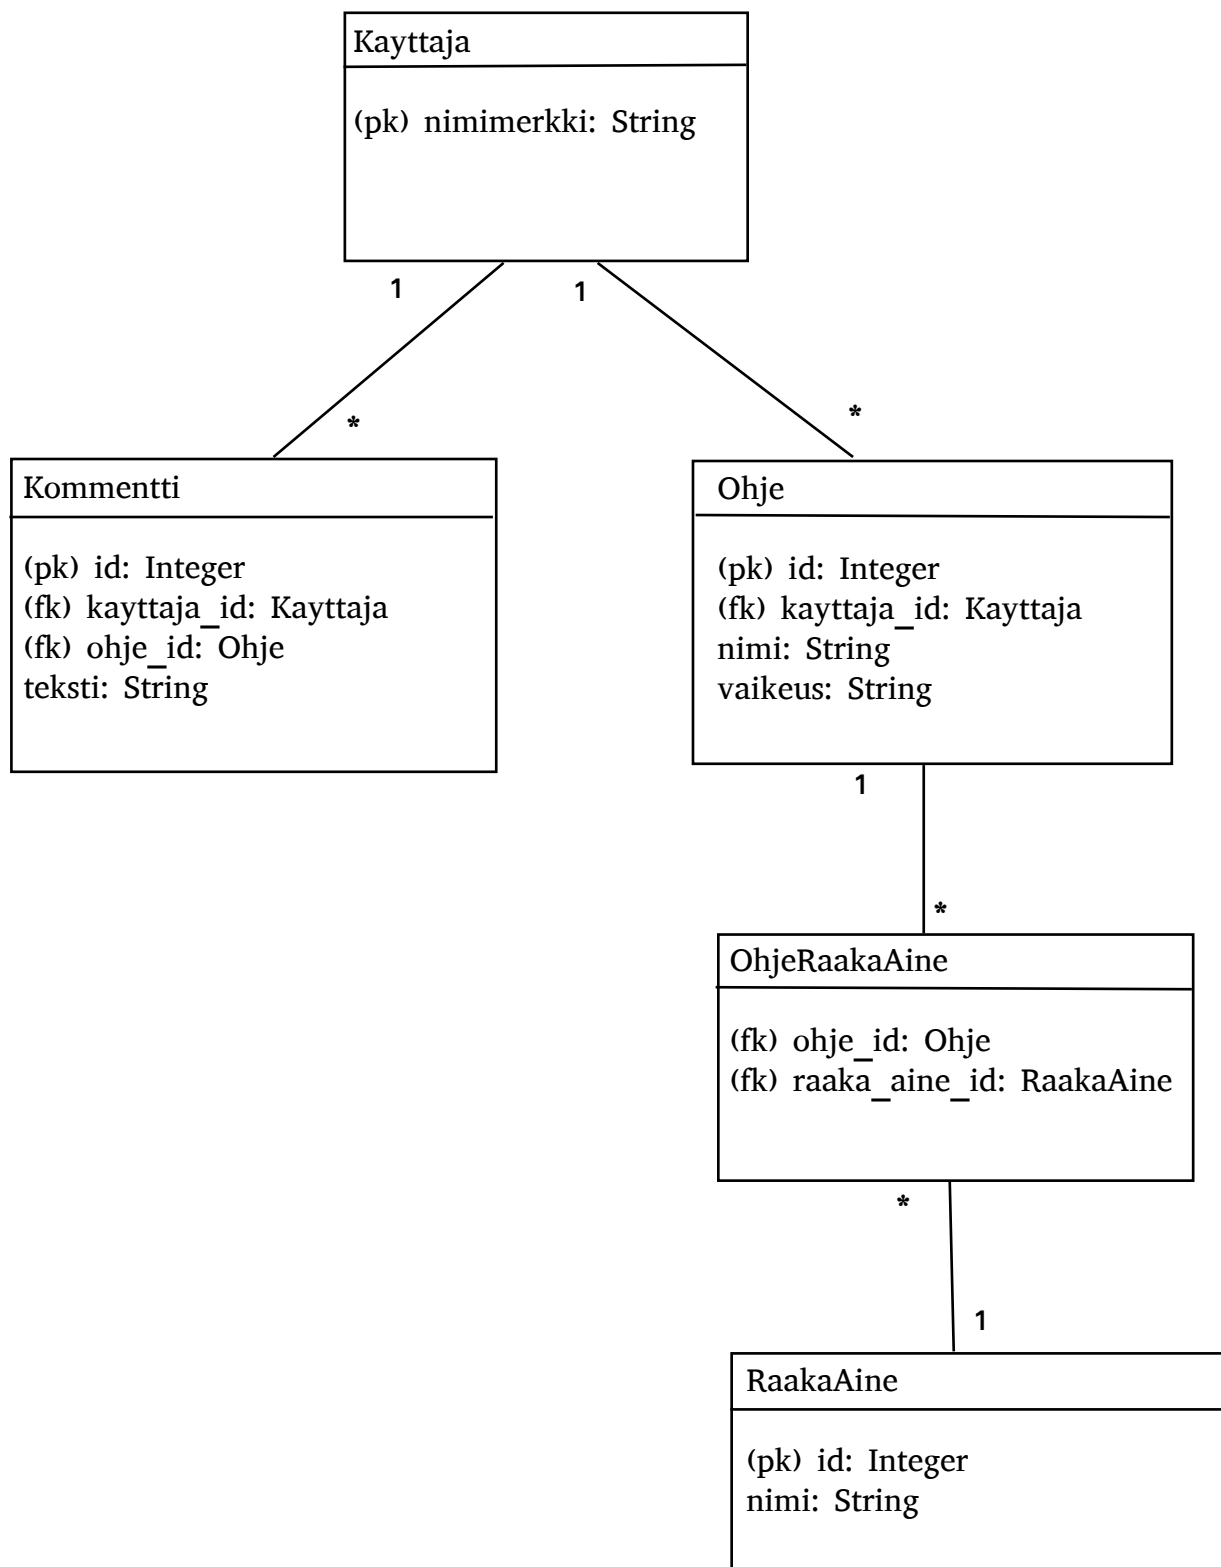 Kayttaja
(pk) nimimerkki: String
1
1
*
*
Kommentti
(pk) id: Integer
(fk) kayttaja_id: Kayttaja
(fk) ohje_id: Ohje
teksti: String
Ohje
(pk) id: Integer
(fk) kayttaja_id: Kayttaja
nimi: String
vaikeus: String
1
*
OhjeRaakaAine
(fk) ohje_id: Ohje
(fk) raaka_aine_id: RaakaAine
*
1
RaakaAine
(pk) id: Integer
nimi: String